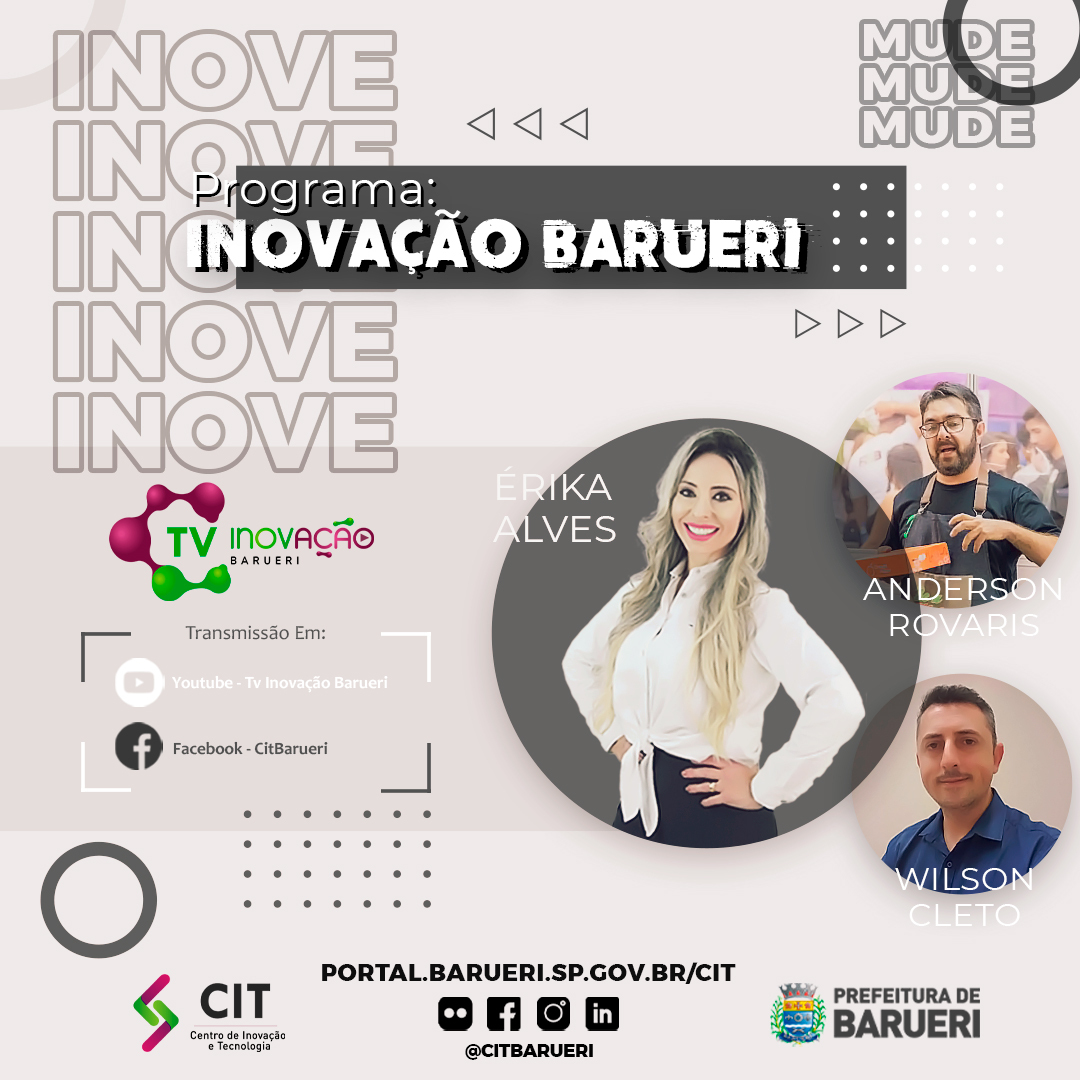 INOVE
INOVE
INOVE
INOVE
INOVE
MUDE
MUDE
MUDE
Programa:
INOVAÇÃO BARUERI
ÉRIKA
ALVES
ANDERSON
ROVARIS
WILSON
CLETO
TV INOVAÇÃO
BARUERI
Transmissão Em:
Youtube - Tv Inovação Barueri
Facebook - CitBarueri
CIT
Centro de Inovação
e Tecnologia
PORTAL.BARUERI.SP.GOV.BR/CIT
@CITBARUERI
PREFEITURA DE
BARUERI